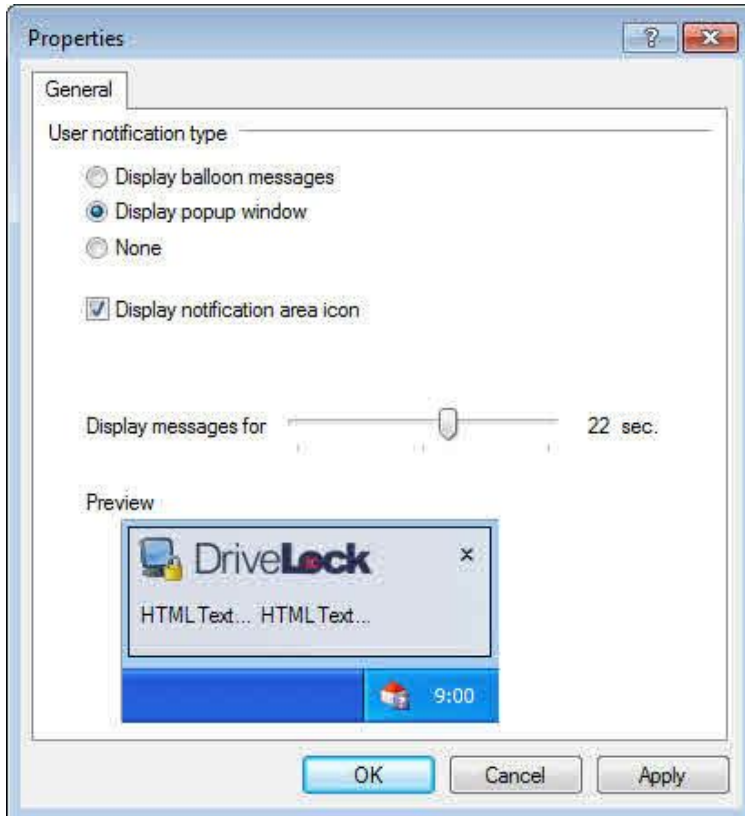 Properties
General
User notification type
Display balloon messages
Display popup window
None
Display notification area icon
Display messages for 22 sec.
Preview
DriveLock x
HTML Text... HTML Text...
9:00
OK Cancel Apply